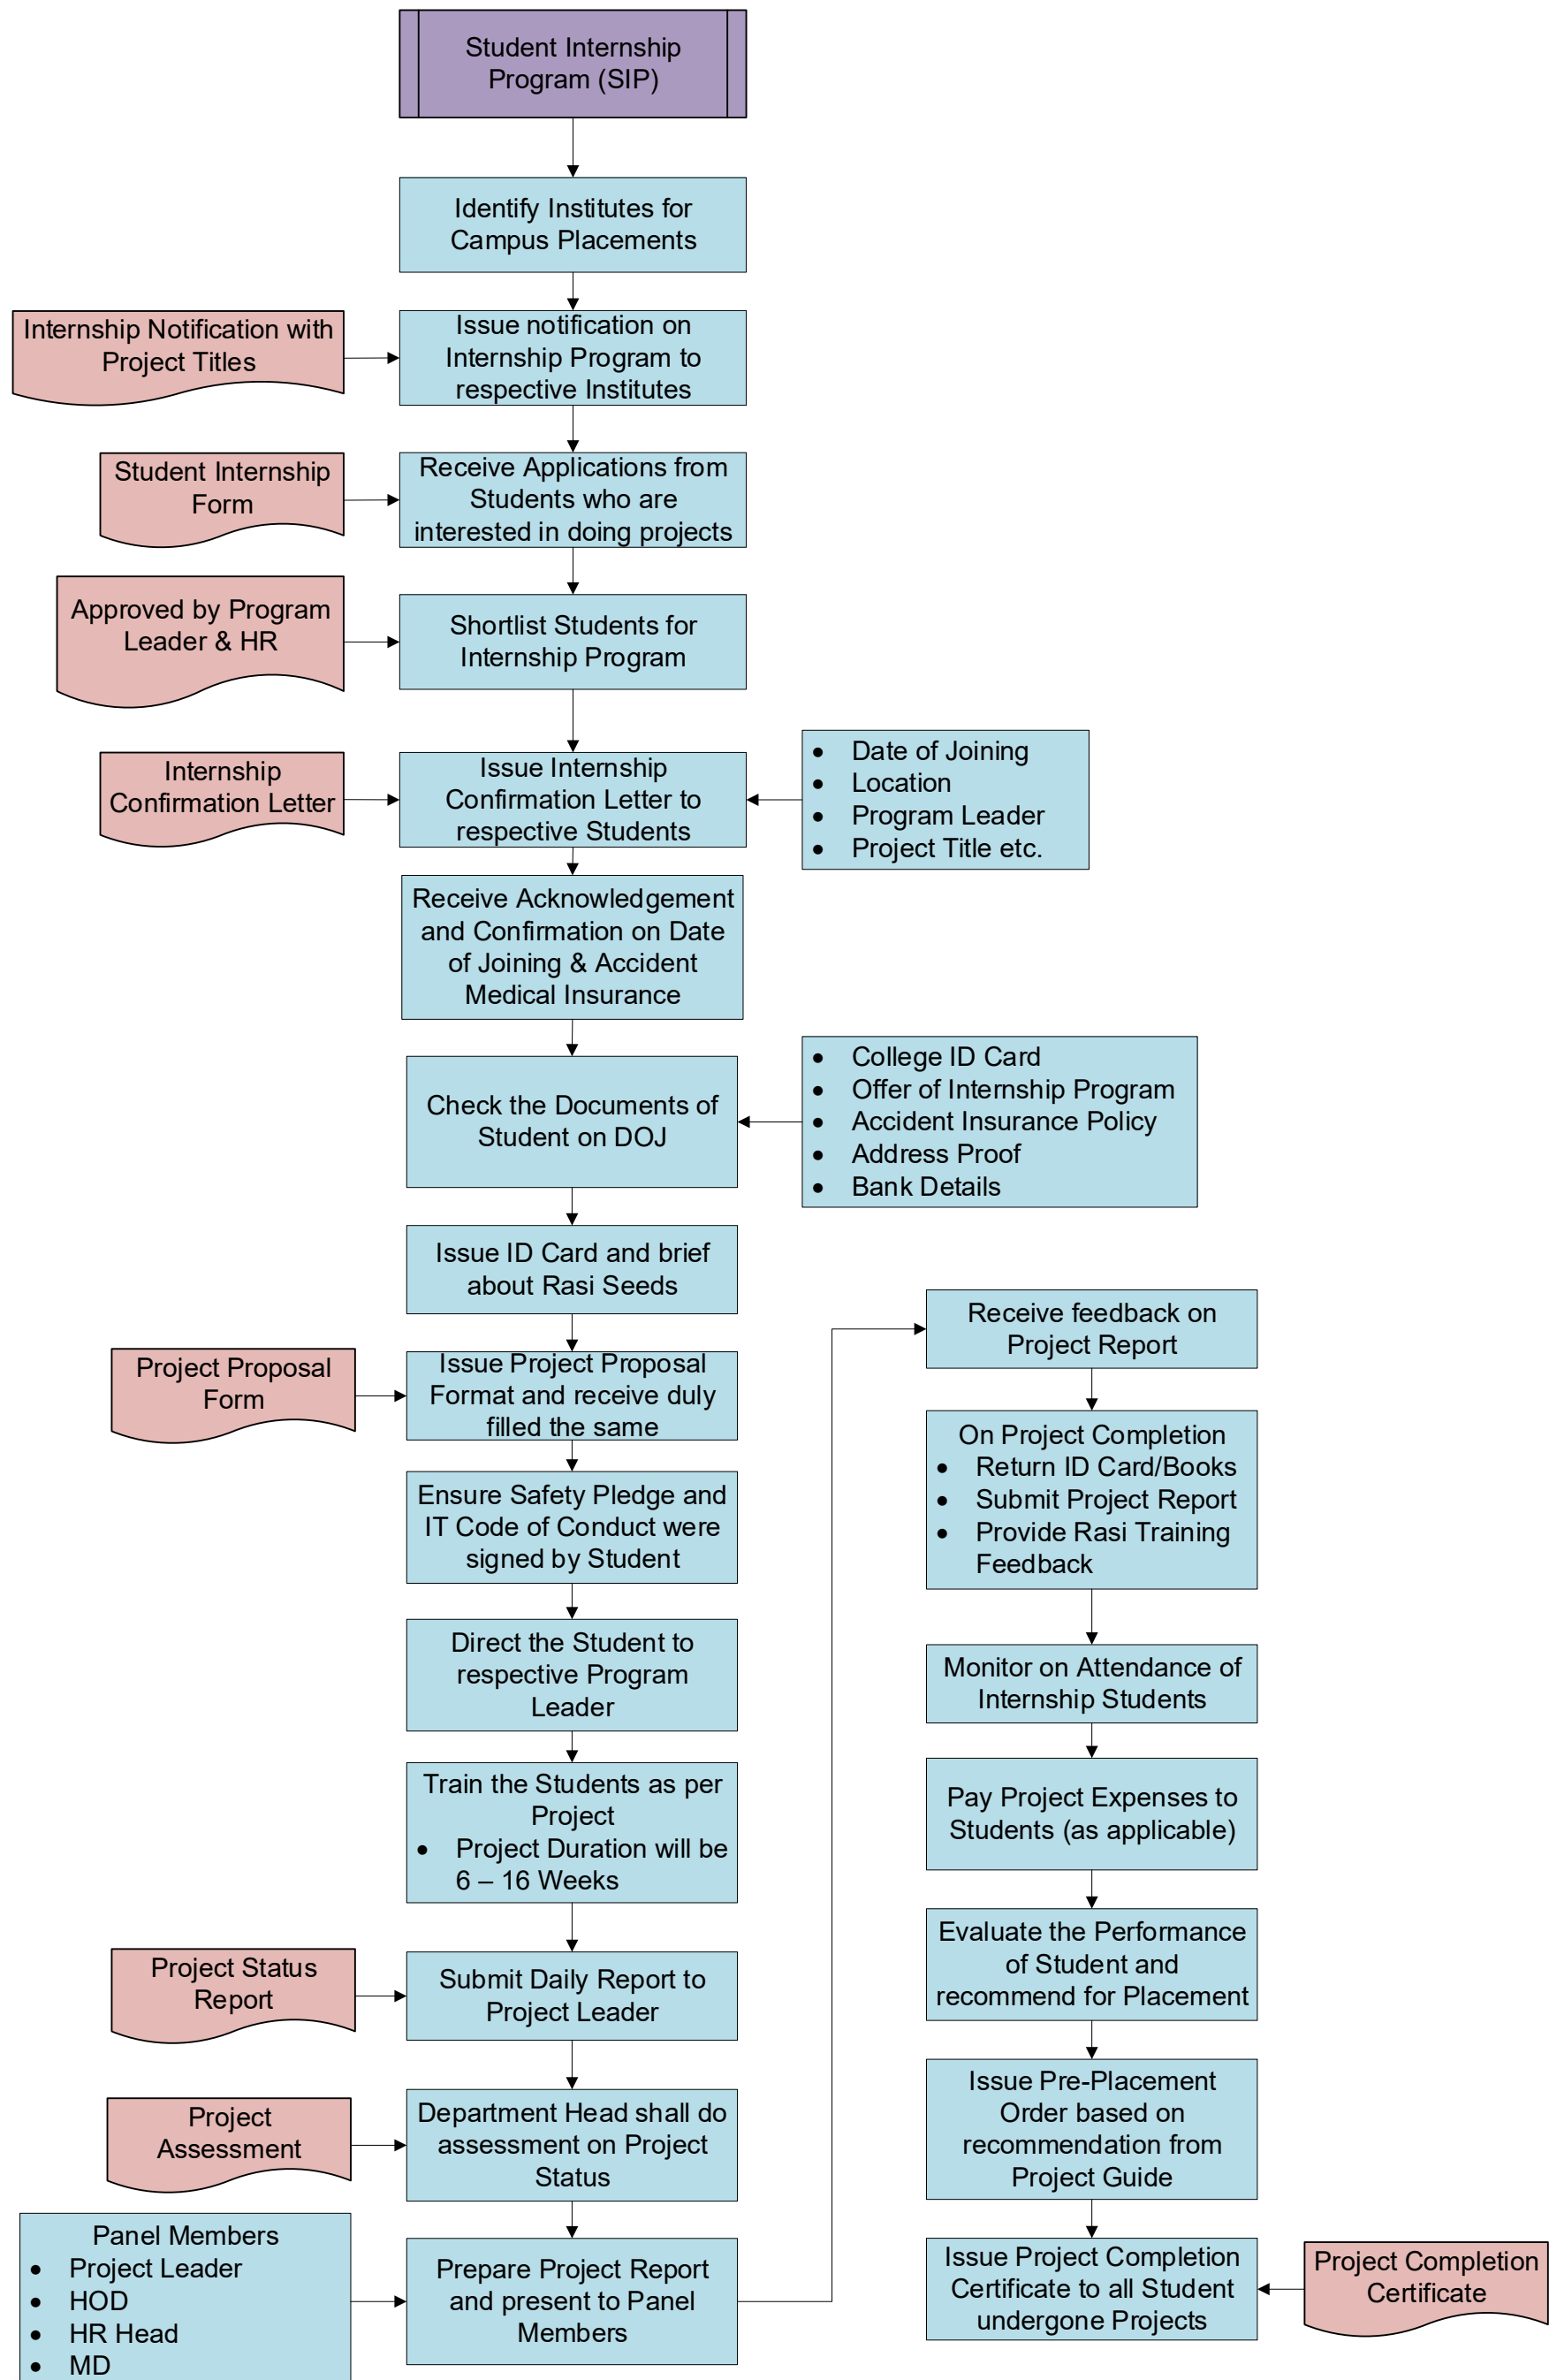 Student Internship
Program (SIP)
Identify Institutes for
Campus Placements
Internship Notification with
Project Titles
Issue notification on
Internship Program to
respective Institutes
Student Internship
Form
Receive Applications from
Students who are
interested in doing projects
Approved by Program
Leader & HR
Shortlist Students for
Internship Program
Internship
Confirmation Letter
Issue Internship
Confirmation Letter to
respective Students
• Date of Joining
• Location
• Program Leader
• Project Title etc.
Receive Acknowledgement
and Confirmation on Date
of Joining & Accident
Medical Insurance
Check the Documents of
Student on DOJ
• College ID Card
• Offer of Internship Program
• Accident Insurance Policy
• Address Proof
• Bank Details
Issue ID Card and brief
about Rasi Seeds
Project Proposal
Form
Issue Project Proposal
Format and receive duly
filled the same
Ensure Safety Pledge and
IT Code of Conduct were
signed by Student
Direct the Student to
respective Program
Leader
Train the Students as per
Project
• Project Duration will be
6 – 16 Weeks
Project Status
Report
Submit Daily Report to
Project Leader
Project
Assessment
Department Head shall do
assessment on Project
Status
Panel Members
• Project Leader
• HOD
• HR Head
• MD
Prepare Project Report
and present to Panel
Members
Receive feedback on
Project Report
On Project Completion
• Return ID Card/Books
• Submit Project Report
• Provide Rasi Training
Feedback
Monitor on Attendance of
Internship Students
Pay Project Expenses to
Students (as applicable)
Evaluate the Performance
of Student and
recommend for Placement
Issue Pre-Placement
Order based on
recommendation from
Project Guide
Issue Project Completion
Certificate to all Student
undergone Projects
Project Completion
Certificate